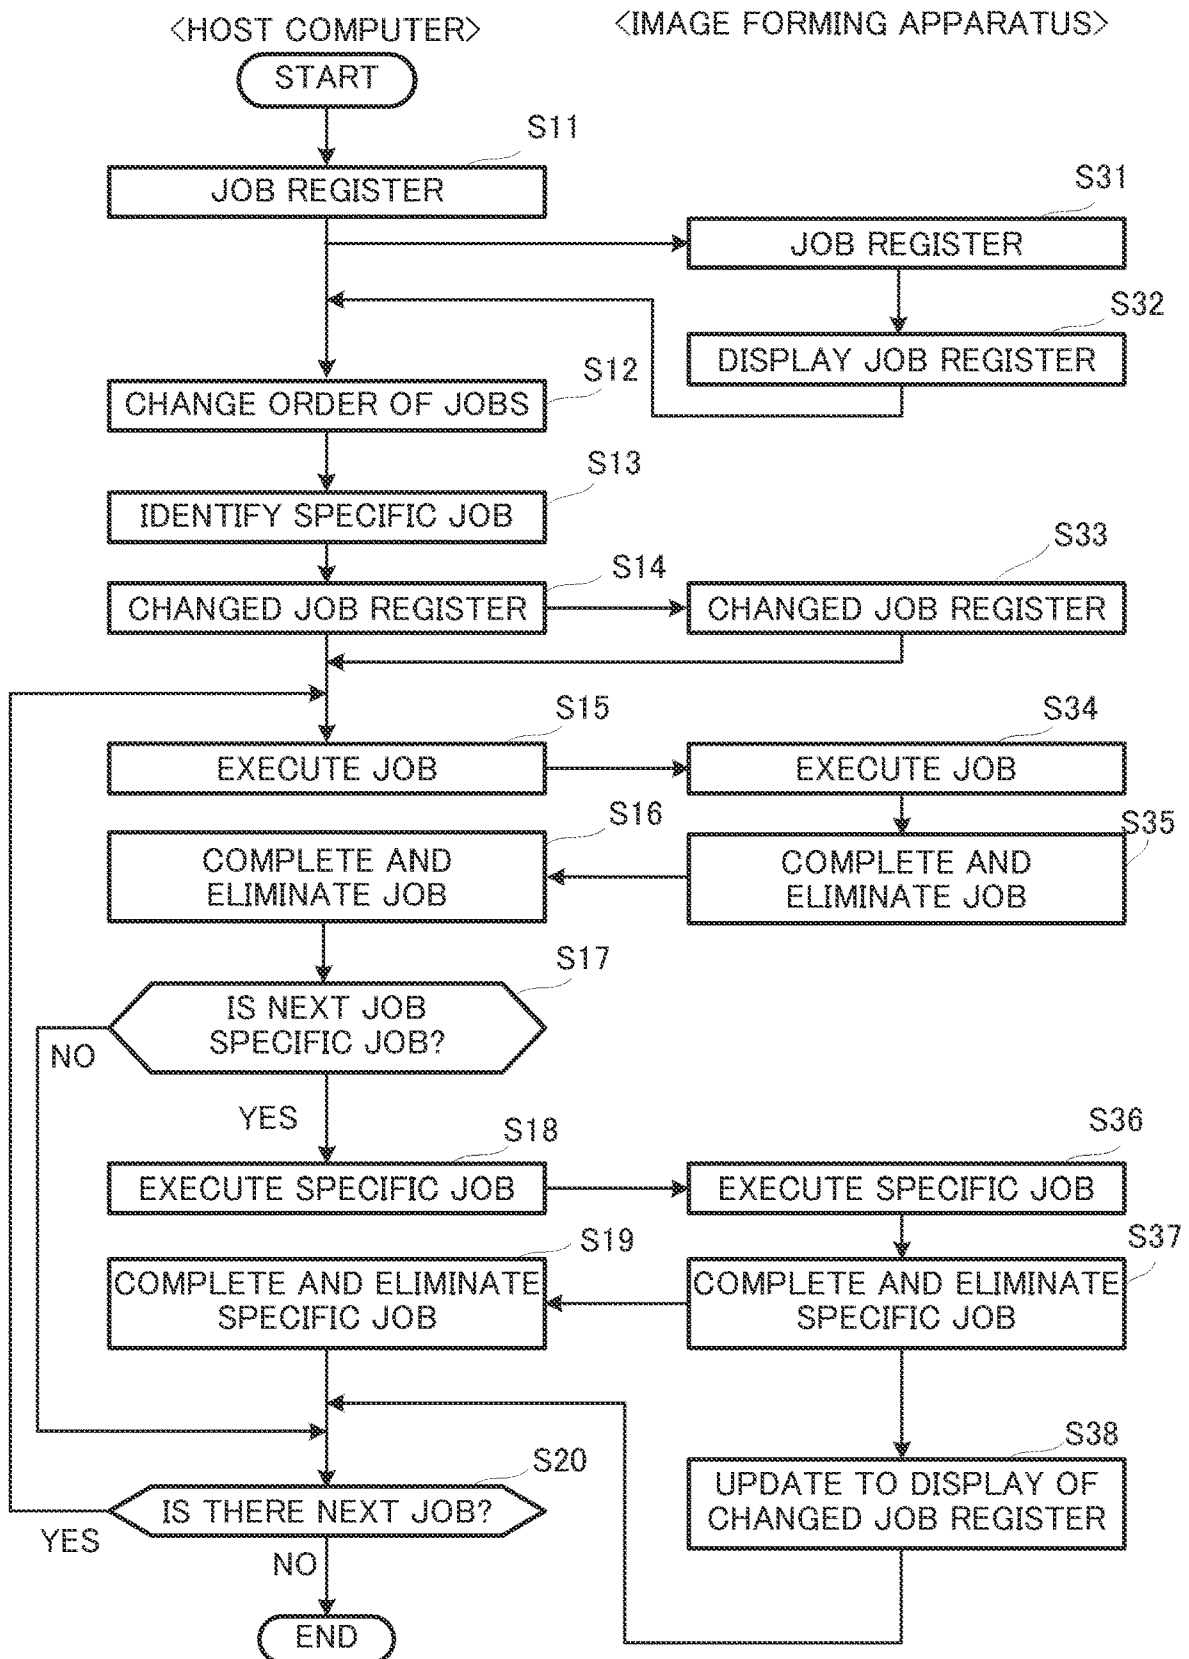 <HOST COMPUTER>
<IMAGE FORMING APPARATUS>
START
S11
JOB REGISTER
S31
JOB REGISTER
S32
DISPLAY JOB REGISTER
S12
CHANGE ORDER OF JOBS
S13
IDENTIFY SPECIFIC JOB
S14
CHANGED JOB REGISTER
S33
CHANGED JOB REGISTER
S15
EXECUTE JOB
S34
EXECUTE JOB
S16
COMPLETE AND
ELIMINATE JOB
S35
COMPLETE AND
ELIMINATE JOB
S17
IS NEXT JOB
SPECIFIC JOB?
NO
YES
S18
EXECUTE SPECIFIC JOB
S36
EXECUTE SPECIFIC JOB
S19
COMPLETE AND ELIMINATE
SPECIFIC JOB
S37
COMPLETE AND ELIMINATE
SPECIFIC JOB
S38
UPDATE TO DISPLAY OF
CHANGED JOB REGISTER
S20
IS THERE NEXT JOB?
YES
NO
END